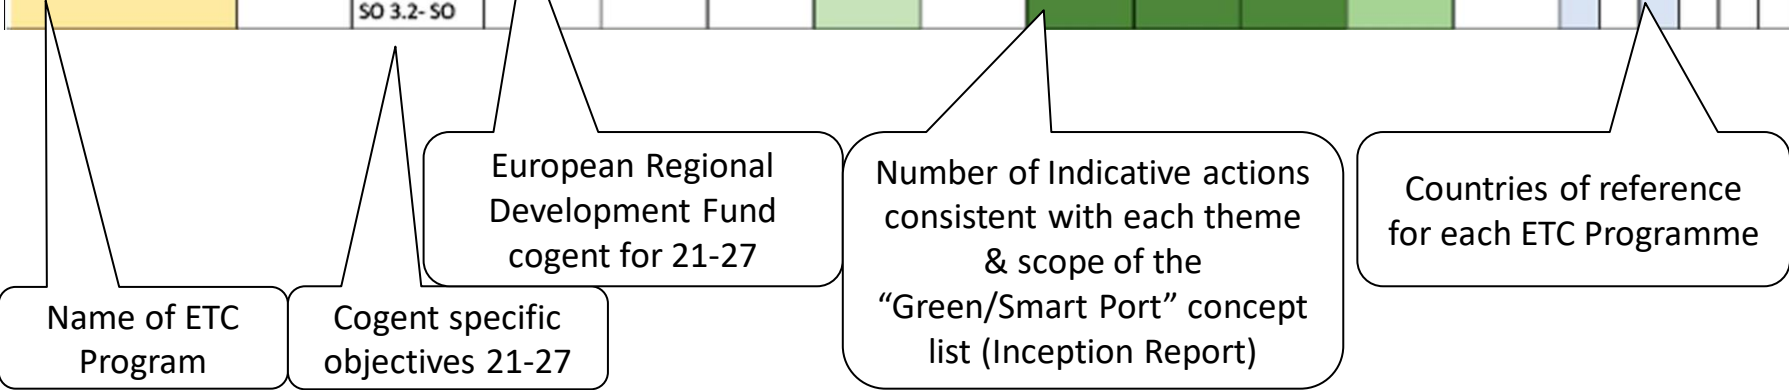 SO 3.2- SO
European Regional
Development Fund
cogent for 21-27
Number of Indicative actions
consistent with each theme
& scope of the
“Green/Smart Port” concept
list (Inception Report)
Countries of reference
for each ETC Programme
Name of ETC
Program
Cogent specific
objectives 21-27